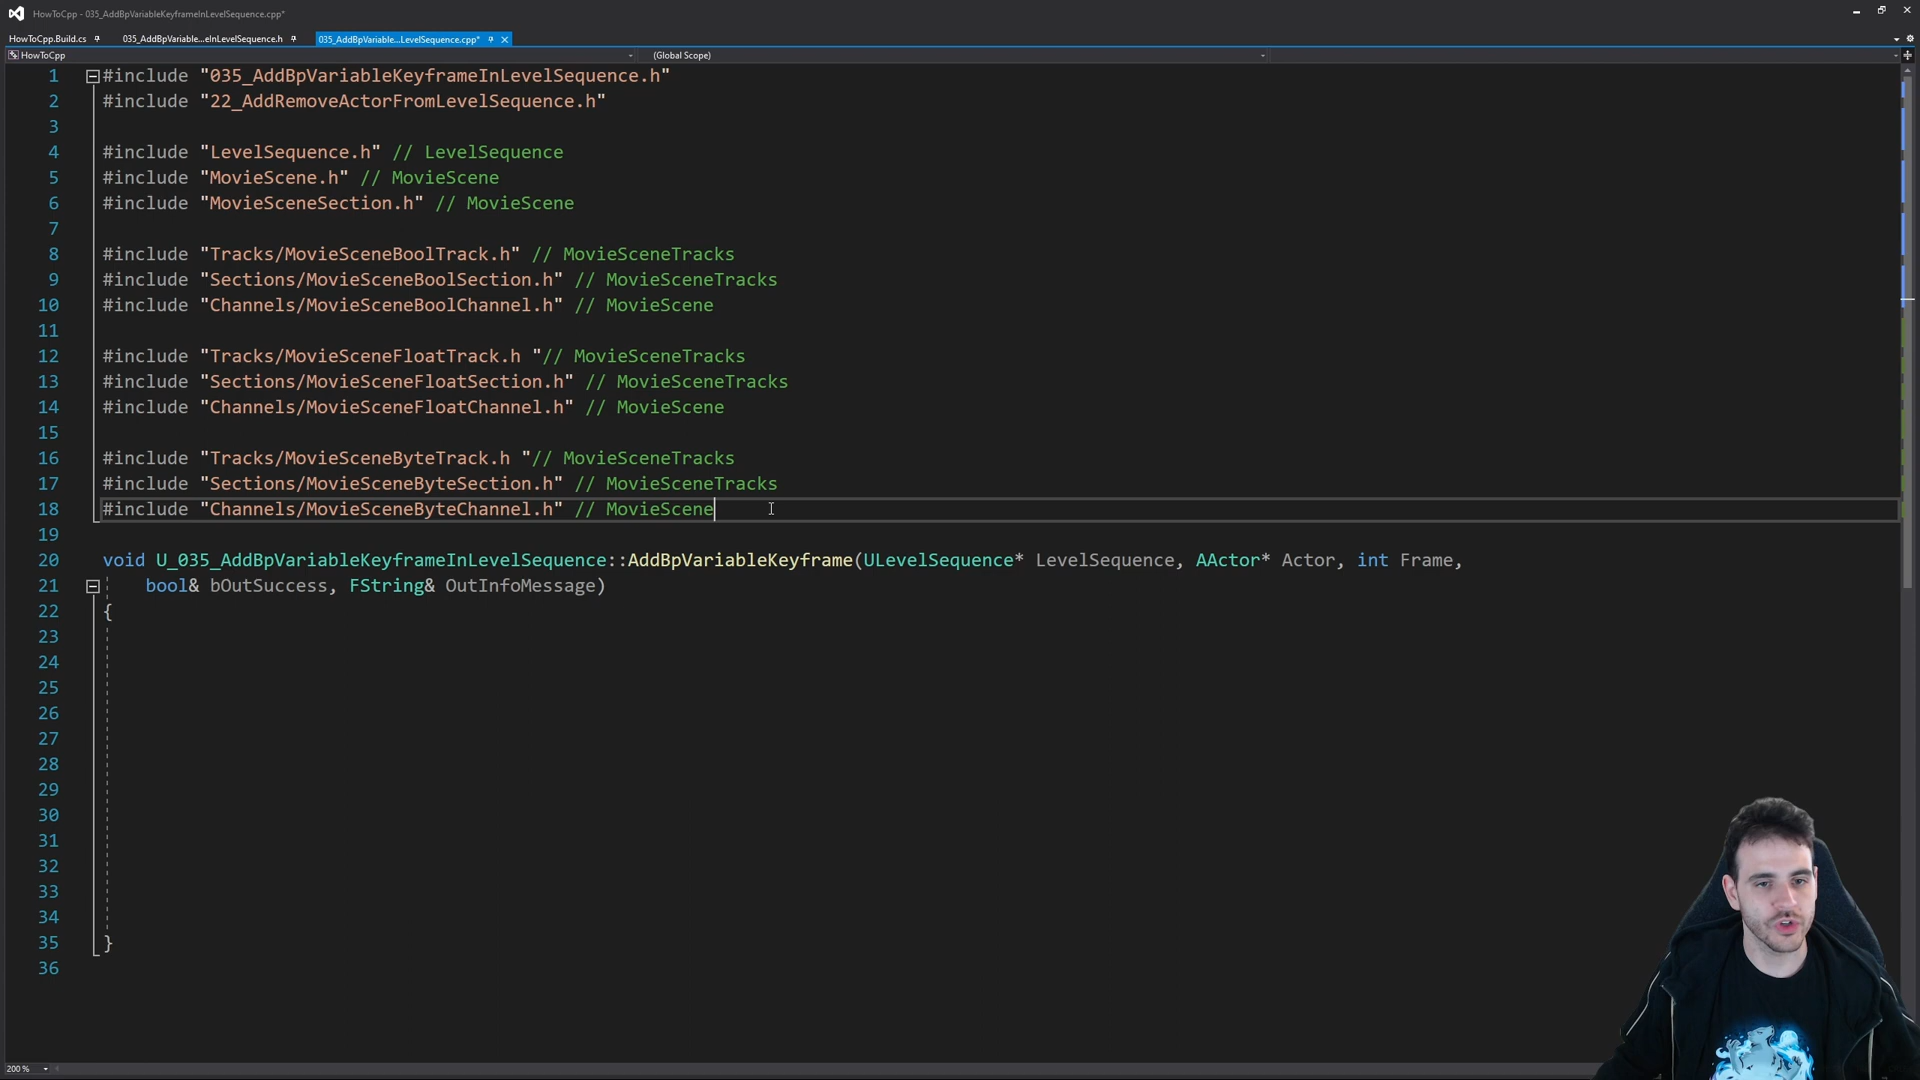 HowToCpp - 035_AddBpVariableKeyframeInLevelSequence.cpp*
HowToCpp.Build.cs 035_AddBpVariable...eInLevelSequence.h 035_AddBpVariable...LevelSequence.cpp*
HowToCpp (Global Scope)
1 #include "035_AddBpVariableKeyframeInLevelSequence.h"
2 #include "22_AddRemoveActorFromLevelSequence.h"
3
4 #include "LevelSequence.h" // LevelSequence
5 #include "MovieScene.h" // MovieScene
6 #include "MovieSceneSection.h" // MovieScene
7
8 #include "Tracks/MovieSceneBoolTrack.h" // MovieSceneTracks
9 #include "Sections/MovieSceneBoolSection.h" // MovieSceneTracks
10 #include "Channels/MovieSceneBoolChannel.h" // MovieScene
11
12 #include "Tracks/MovieSceneFloatTrack.h "// MovieSceneTracks
13 #include "Sections/MovieSceneFloatSection.h" // MovieSceneTracks
14 #include "Channels/MovieSceneFloatChannel.h" // MovieScene
15
16 #include "Tracks/MovieSceneByteTrack.h "// MovieSceneTracks
17 #include "Sections/MovieSceneByteSection.h" // MovieSceneTracks
18 #include "Channels/MovieSceneByteChannel.h" // MovieScene
19
20 void U_035_AddBpVariableKeyframeInLevelSequence::AddBpVariableKeyframe(ULevelSequence* LevelSequence, AActor* Actor, int Frame,
21 bool& bOutSuccess, FString& OutInfoMessage)
22 {
23
24
25
26
27
28
29
30
31
32
33
34
35 }
36
200 %